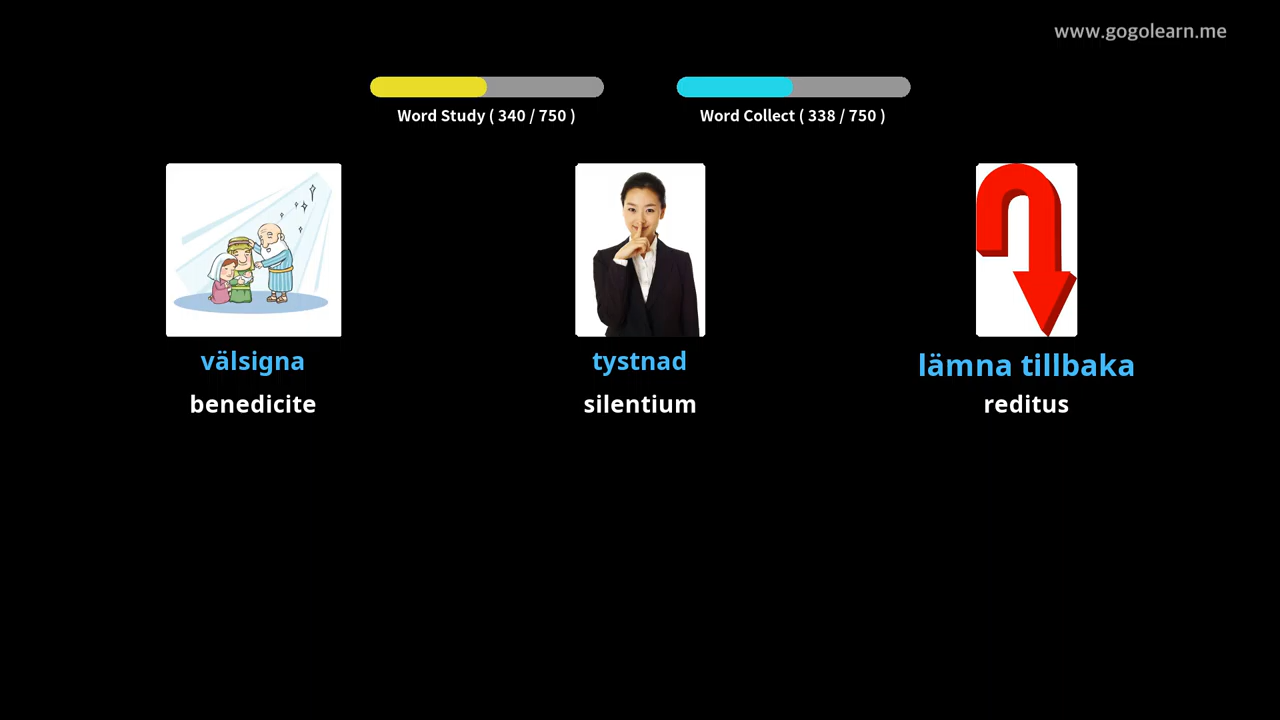 www.gogolearn.me
Word Study ( 340 / 750 )
Word Collect ( 338 / 750 )
välsigna
tystnad
lämna tillbaka
benedicite
silentium
reditus